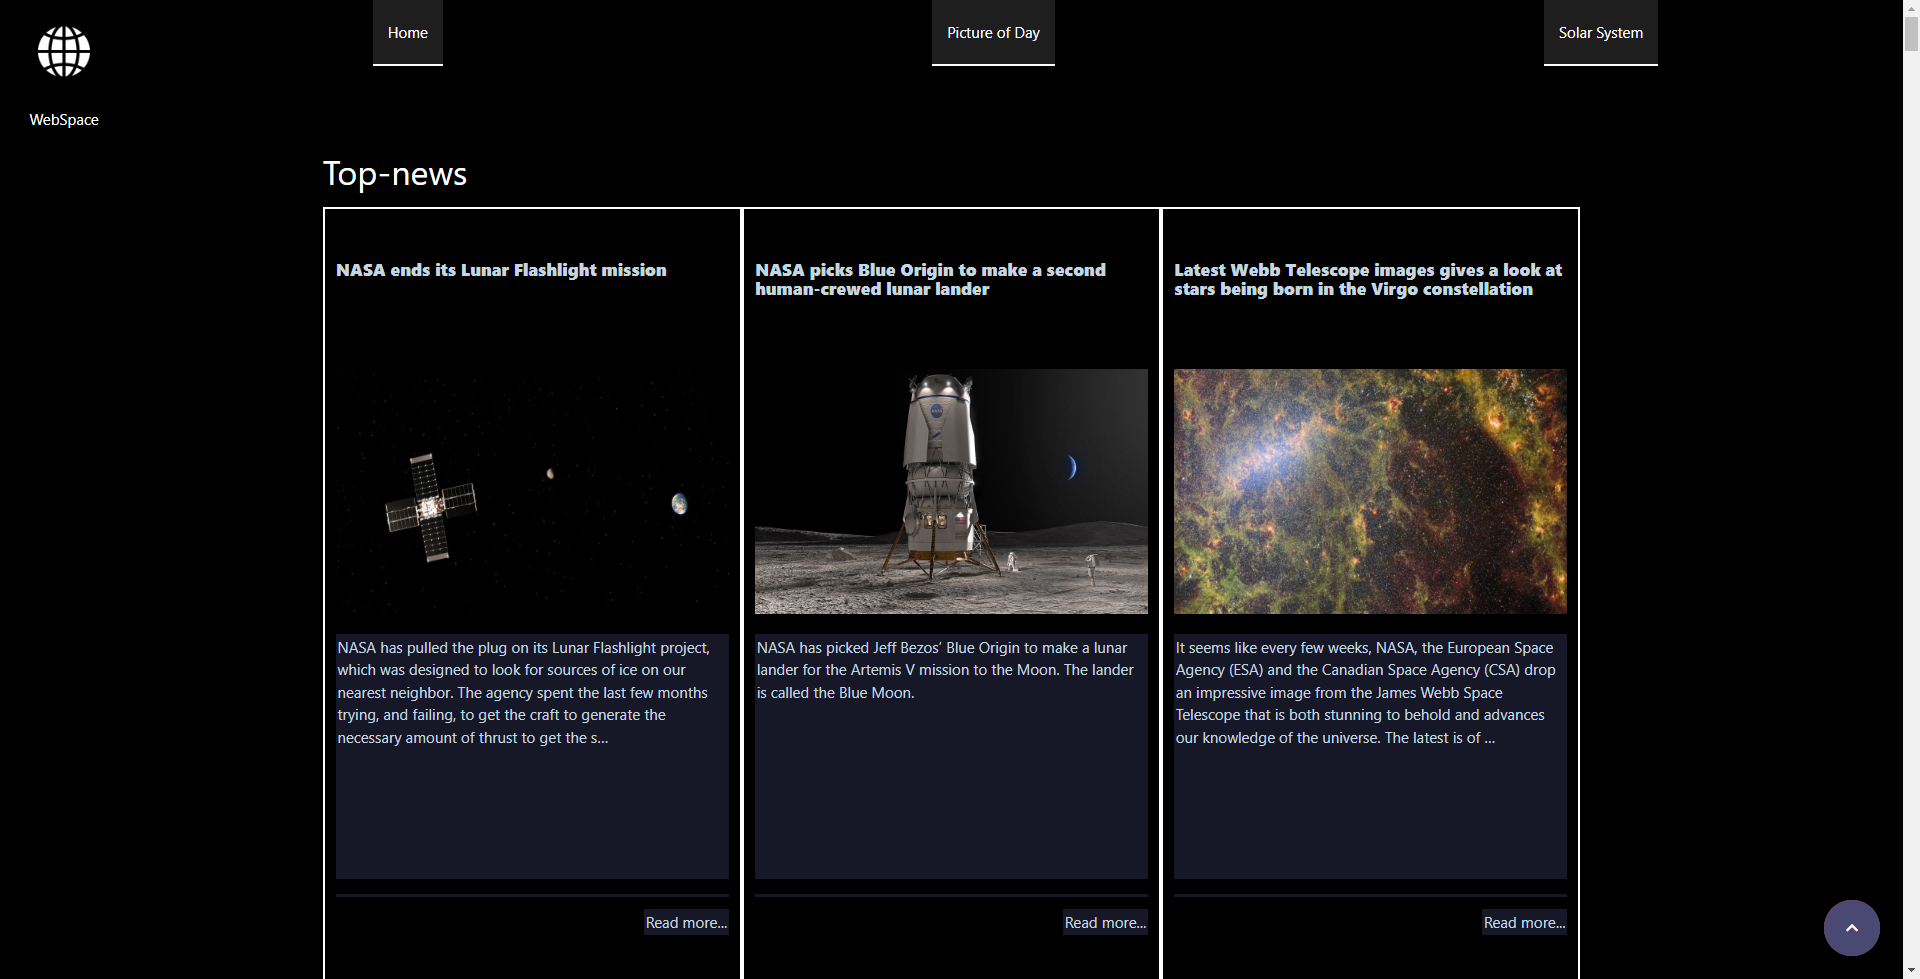 Home
Picture of Day
Solar System
WebSpace
Top-news
NASA ends its Lunar Flashlight mission
NASA has pulled the plug on its Lunar Flashlight project,
which was designed to look for sources of ice on our
nearest neighbor. The agency spent the last few months
trying, and failing, to get the craft to generate the
necessary amount of thrust to get the s...
Read more...
NASA picks Blue Origin to make a second
human-crewed lunar lander
NASA has picked Jeff Bezos’ Blue Origin to make a lunar
lander for the Artemis V mission to the Moon. The lander
is called the Blue Moon.
Read more...
Latest Webb Telescope images gives a look at
stars being born in the Virgo constellation
It seems like every few weeks, NASA, the European Space
Agency (ESA) and the Canadian Space Agency (CSA) drop
an impressive image from the James Webb Space
Telescope that is both stunning to behold and advances
our knowledge of the universe. The latest is of ...
Read more...